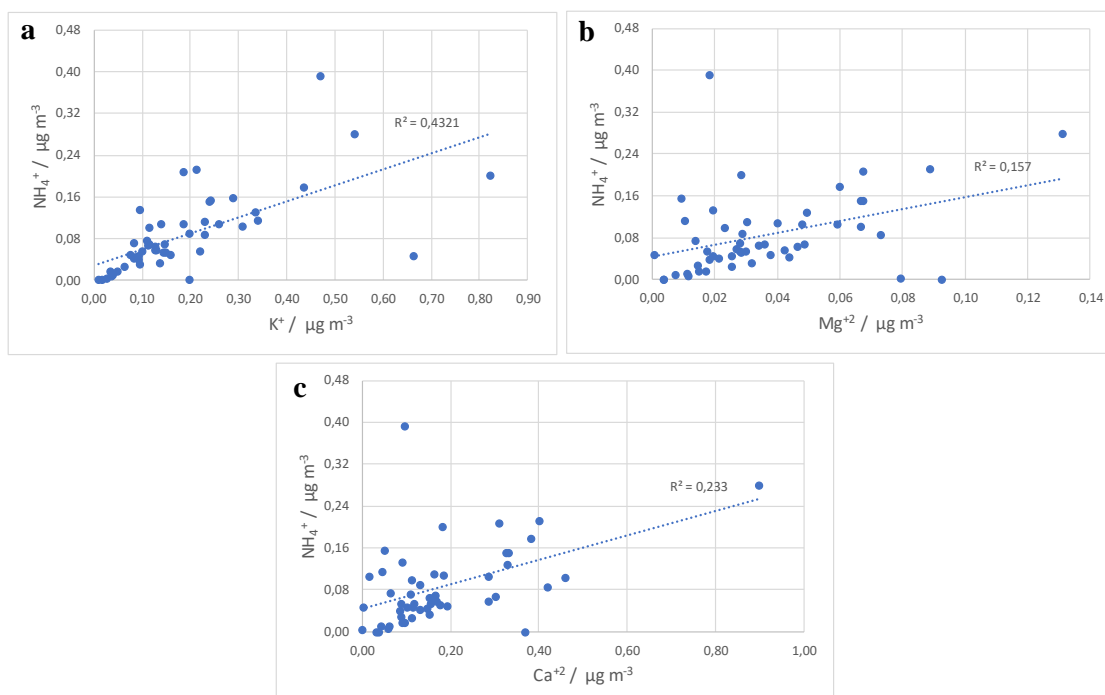 a
0,48
0,40
0,32
0,24
0,16
0,08
0,00
NH₄⁺ / µg m⁻³
R² = 0,4321
0,00 0,10 0,20 0,30 0,40 0,50 0,60 0,70 0,80 0,90
K⁺ / µg m⁻³
b
0,48
0,40
0,32
0,24
0,16
0,08
0,00
NH₄⁺ / µg m⁻³
R² = 0,157
0,00 0,02 0,04 0,06 0,08 0,10 0,12 0,14
Mg⁺² / µg m⁻³
c
0,48
0,40
0,32
0,24
0,16
0,08
0,00
NH₄⁺ / µg m⁻³
R² = 0,233
0,00 0,20 0,40 0,60 0,80 1,00
Ca⁺² / µg m⁻³